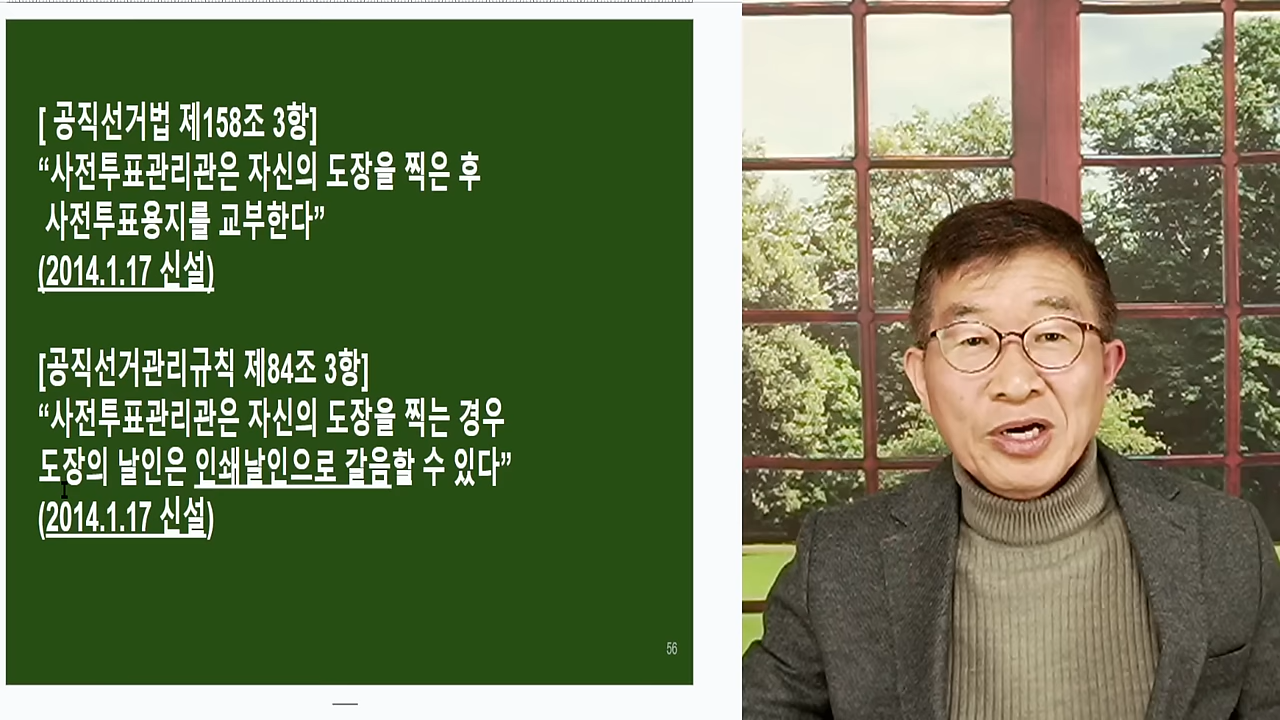 [ 공직선거법 제158조 3항]
“사전투표관리관은 자신의 도장을 찍은 후
사전투표용지를 교부한다”
(2014.1.17 신설)
[공직선거관리규칙 제84조 3항]
“사전투표관리관은 자신의 도장을 찍는 경우
도장의 날인은 인쇄날인으로 갈음할 수 있다”
(2014.1.17 신설)
56